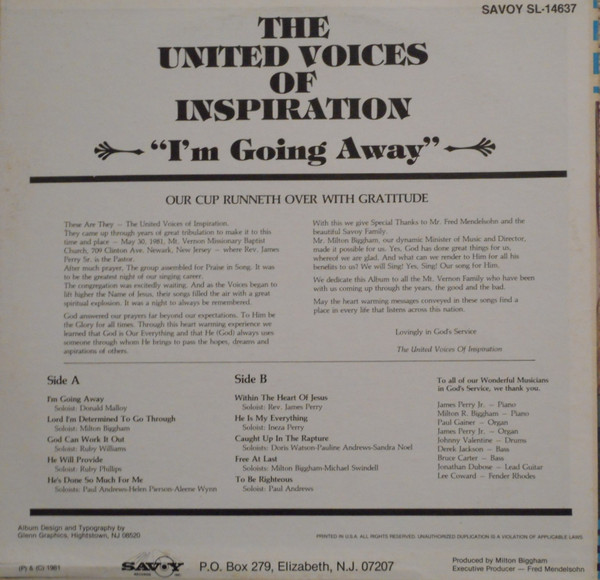 SAVOY SL-14637
THE
UNITED VOICES
OF
INSPIRATION
"I'm Going Away"
OUR CUP RUNNETH OVER WITH GRATITUDE
These Are They — The United Voices of Inspiration.
They came up through years of great tribulation to make it to this
time and place — May 30, 1981, Mt. Vernon Missionary Baptist
Church, 709 Clinton Ave. Newark, New Jersey — where Rev. James
Perry Sr. is the Pastor.
After much prayer, The group assembled for Praise in Song. It was
to be the greatest night of our singing career.
The congregation was excitedly waiting. And as the Voices began to
lift higher the Name of Jesus, their songs filled the air with a great
spiritual explosion. It was a night to always be remembered.
God answered our prayers far beyond our expectations. To Him be
the Glory for all times. Through this heart warming experience we
learned that God is Our Everything and that He (God) always uses
someone through whom He brings to pass the hopes, dreams and
aspirations of others.
With this we give Special Thanks to Mr. Fred Mendelsohn and the
beautiful Savoy Family.
Mr. Milton Biggham, our dynamic Minister of Music and Director,
made it possible for us. Yes, God has done great things for us,
whereof we are glad. And what can we render to Him for all his
benefits to us? We will Sing! Yes, Sing! Our song for Him.
We dedicate this Album to all the Mt. Vernon Family who have been
with us coming up through the years, the good and the bad.
May the heart warming messages conveyed in these songs find a
place in every life that listens across this nation.
Lovingly in God's Service
The United Voices Of Inspiration
Side A
I'm Going Away
Soloist: Donald Malloy
Lord I'm Determined To Go Through
Soloist: Milton Biggham
God Can Work It Out
Soloist: Ruby Williams
He Will Provide
Soloist: Ruby Phillips
He's Done So Much For Me
Soloists: Paul Andrews-Helen Pierson-Aleene Wynn
Side B
Within The Heart Of Jesus
Soloist: Rev. James Perry
He Is My Everything
Soloist: Ineza Perry
Caught Up In The Rapture
Soloists: Doris Watson-Pauline Andrews-Sandra Noel
Free At Last
Soloists: Milton Biggham-Michael Swindell
To Be Righteous
Soloist: Paul Andrews
To all of our Wonderful Musicians
in God's Service, we thank you.
James Perry Jr. — Piano
Milton R. Biggham — Piano
Paul Gainer — Organ
James Perry Jr. — Organ
Johnny Valentine — Drums
Derek Jackson — Bass
Bruce Carter — Bass
Jonathan Dubose — Lead Guitar
Lee Coward — Fender Rhodes
Album Design and Typography by
Glenn Graphics, Hightstown, NJ 08520
PRINTED IN U.S.A. ALL RIGHTS RESERVED. UNAUTHORIZED DUPLICATION IS A VIOLATION OF APPLICABLE LAWS.
(P) & (C) 1981
SAVOY
P.O. Box 279, Elizabeth, N.J. 07207
Produced by Milton Biggham
Executive Producer — Fred Mendelsohn